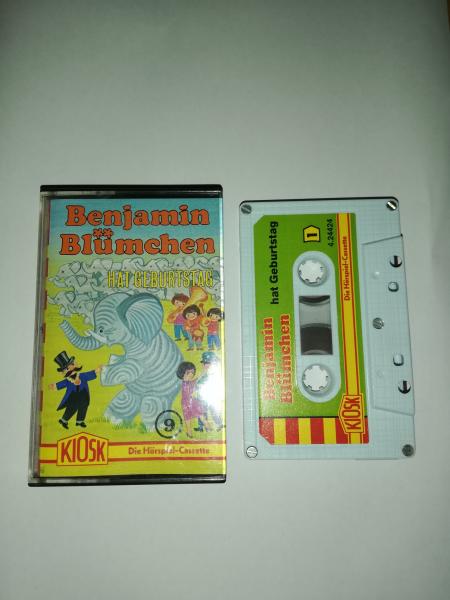 Benjamin
Blümchen
HAT GEBURTSTAG
9
KIOSK
Die Hörspiel-Cassette
Benjamin
Blümchen
hat Geburtstag
1
4.24424
KIOSK
Die Hörspiel-Cassette